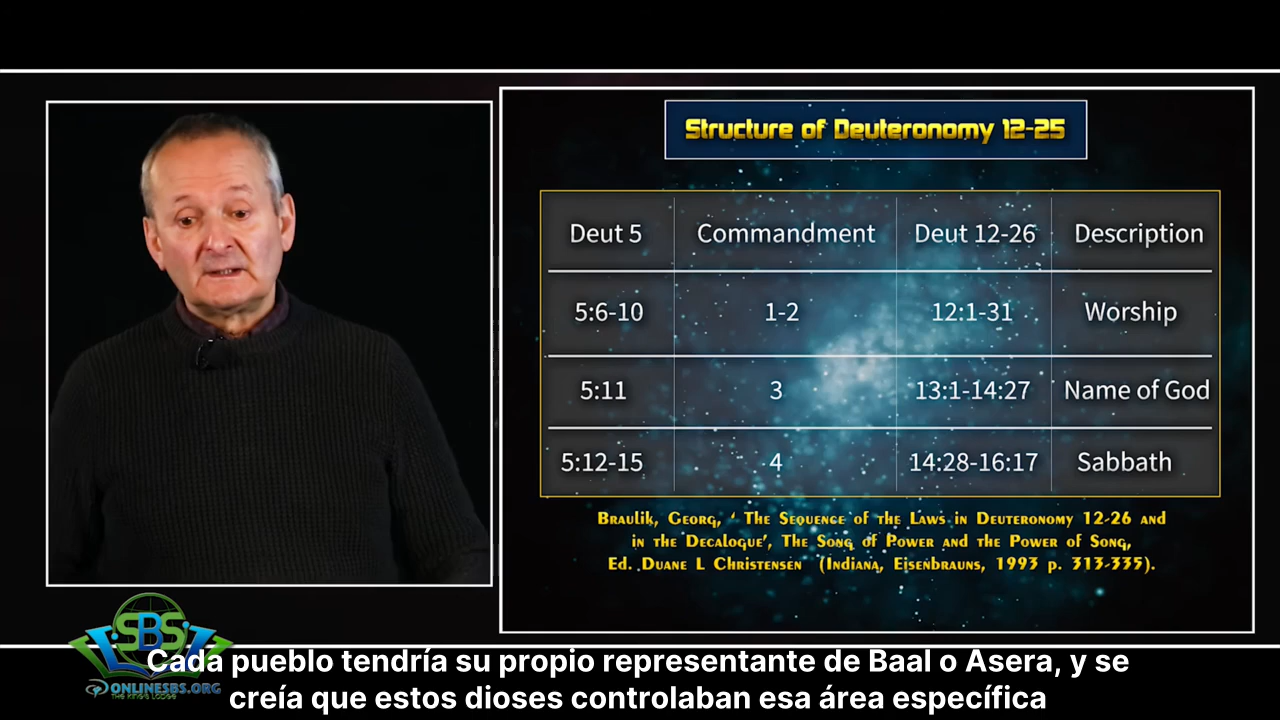 Structure of Deuteronomy 12-25
Deut 5 Commandment Deut 12-26 Description
5:6-10 1-2 12:1-31 Worship
5:11 3 13:1-14:27 Name of God
5:12-15 4 14:28-16:17 Sabbath
Braulik, Georg, ‘ The Sequence of the Laws in Deuteronomy 12-26 and
in the Decalogue’, The Song of Power and the Power of Song,
Ed. .Duane L Christensen (Indiana, Eisenbrauns, 1993 p. 313-335).
SBS
ONLINESBS.ORG
Cada pueblo tendría su propio representante de Baal o Asera, y se
creía que estos dioses controlaban esa área específica